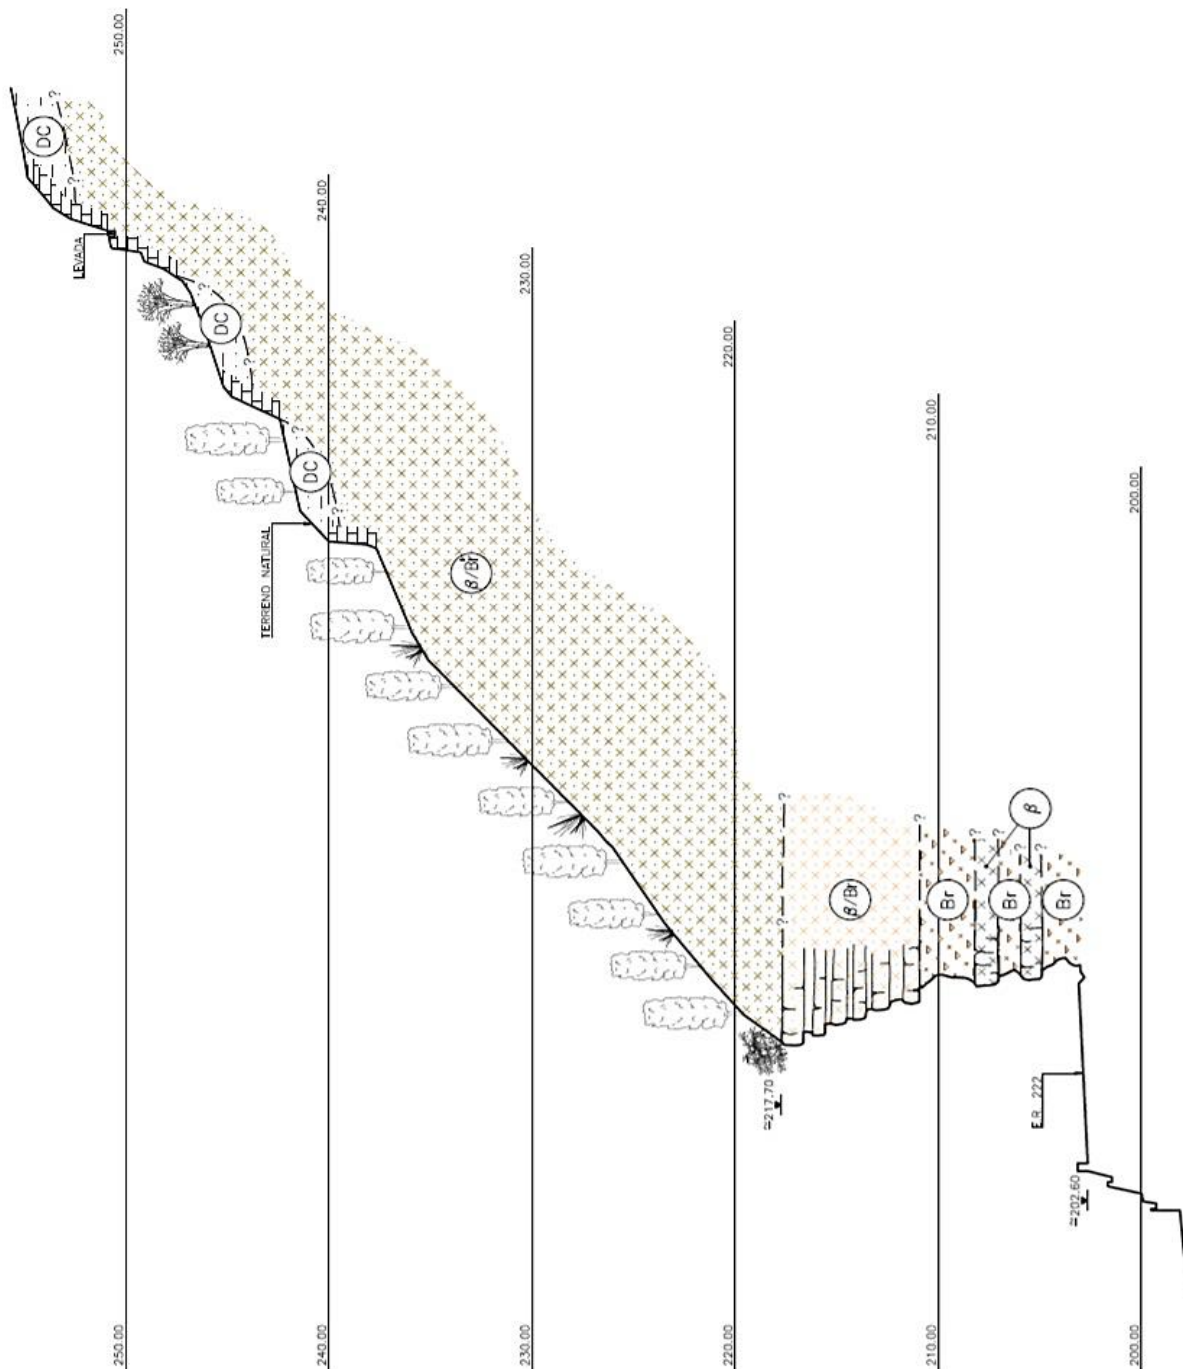 250.00
240.00
230.00
220.00
210.00
200.00
LEVADA
DC
?
?
DC
?
?
TERRENO NATURAL
DC
?
?
β/Br
≃217.70
?
?
β/Br
?
Br
?
?
β
Br
?
?
Br
E.R. 222
≃202.60
250.00
240.00
230.00
220.00
210.00
200.00